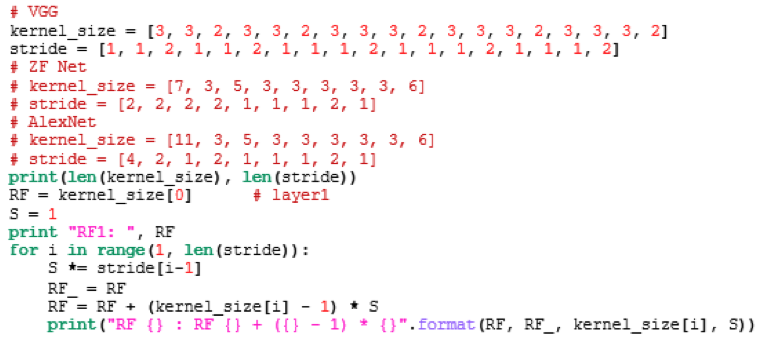 # VGG
kernel_size = [3, 3, 2, 3, 3, 2, 3, 3, 3, 2, 3, 3, 3, 2, 3, 3, 3, 2]
stride = [1, 1, 2, 1, 1, 2, 1, 1, 1, 2, 1, 1, 1, 2, 1, 1, 1, 2]
# ZF Net
# kernel_size = [7, 3, 5, 3, 3, 3, 3, 3, 6]
# stride = [2, 2, 2, 2, 1, 1, 1, 2, 1]
# AlexNet
# kernel_size = [11, 3, 5, 3, 3, 3, 3, 3, 6]
# stride = [4, 2, 1, 2, 1, 1, 1, 2, 1]
print(len(kernel_size), len(stride))
RF = kernel_size[0]      # layer1
S = 1
print "RF1: ", RF
for i in range(1, len(stride)):
    S *= stride[i-1]
    RF_ = RF
    RF = RF + (kernel_size[i] - 1) * S
    print("RF {} : RF {} + ({} - 1) * {}".format(RF, RF_, kernel_size[i], S))